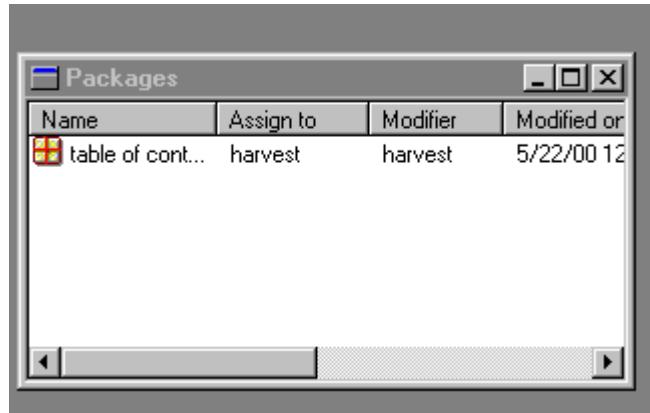 Packages
Name Assign to Modifier Modified on
table of cont... harvest harvest 5/22/00 12